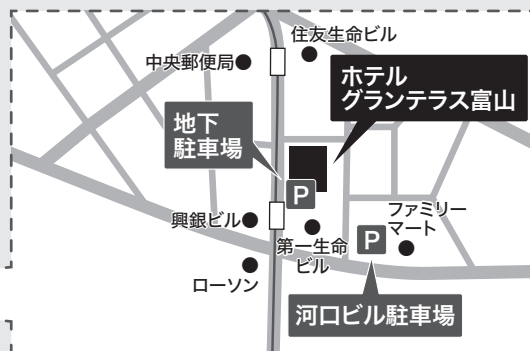 住友生命ビル
中央郵便局
ホテル
グランテラス富山
地下
駐車場
P
興銀ビル
第一生命
ビル
P
ファミリー
マート
ローソン
河口ビル駐車場